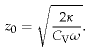 z₀ = √(2κ / (C_V ω)).